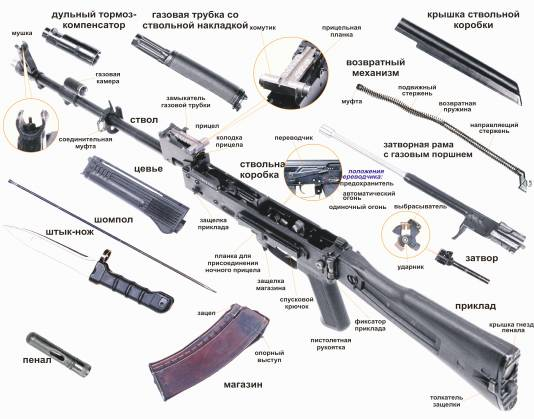 дульный тормоз-
компенсатор
газовая трубка со
ствольной накладкой
хомутик
прицельная
планка
крышка ствольной
коробки
мушка
газовая
камера
возвратный
механизм
подвижный
стержень
муфта
возвратная
пружина
направляющий
стержень
замыкатель
газовой трубки
ствол
прицел
колодка
прицела
соединительная
муфта
переводчик
затворная рама
с газовым поршнем
цевье
ствольная
коробка
положения
переводчика:
предохранитель
автоматический
огонь
одиночный огонь
выбрасыватель
шомпол
защелка
приклада
штык-нож
планка для
присоединения
ночного прицела
ударник
затвор
защелка
магазина
спусковой
крючок
зацеп
приклад
фиксатор
приклада
крышка гнезда
пенала
пистолетная
рукоятка
опорный
выступ
пенал
магазин
толкатель
защелки